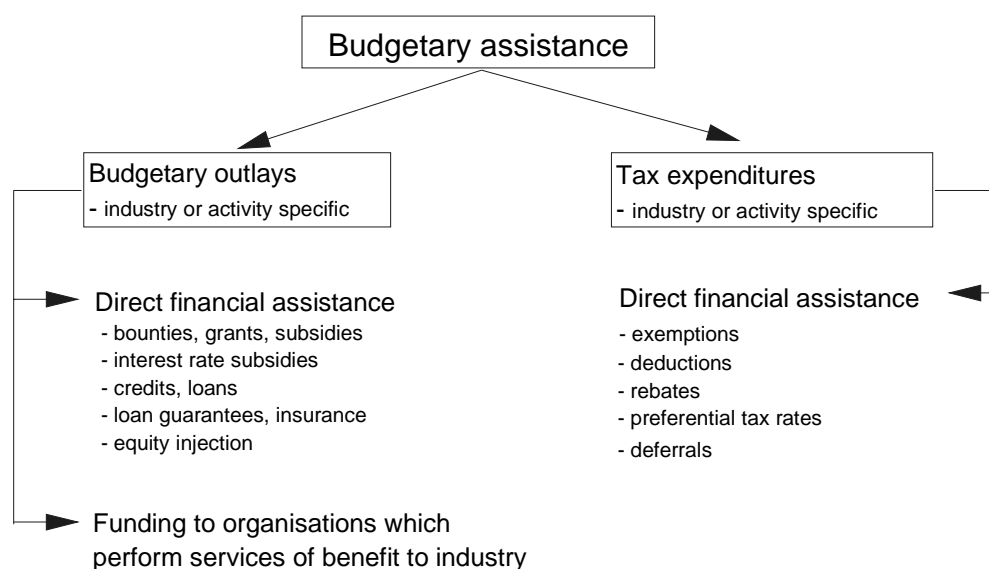 Budgetary assistance
Budgetary outlays
- industry or activity specific
Tax expenditures
- industry or activity specific
Direct financial assistance
- bounties, grants, subsidies
- interest rate subsidies
- credits, loans
- loan guarantees, insurance
- equity injection
Direct financial assistance
- exemptions
- deductions
- rebates
- preferential tax rates
- deferrals
Funding to organisations which
perform services of benefit to industry